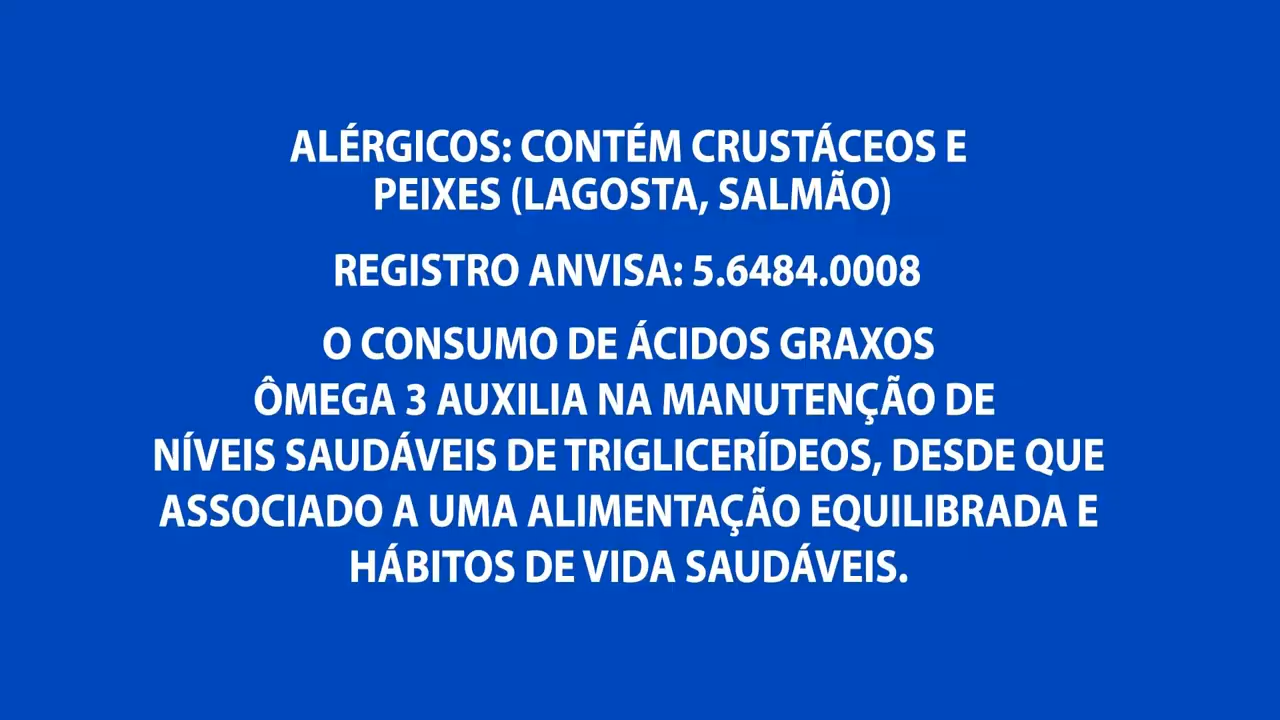 ALÉRGICOS: CONTÉM CRUSTÁCEOS E
PEIXES (LAGOSTA, SALMÃO)
REGISTRO ANVISA: 5.6484.0008
O CONSUMO DE ÁCIDOS GRAXOS
ÔMEGA 3 AUXILIA NA MANUTENÇÃO DE
NÍVEIS SAUDÁVEIS DE TRIGLICERÍDEOS, DESDE QUE
ASSOCIADO A UMA ALIMENTAÇÃO EQUILIBRADA E
HÁBITOS DE VIDA SAUDÁVEIS.